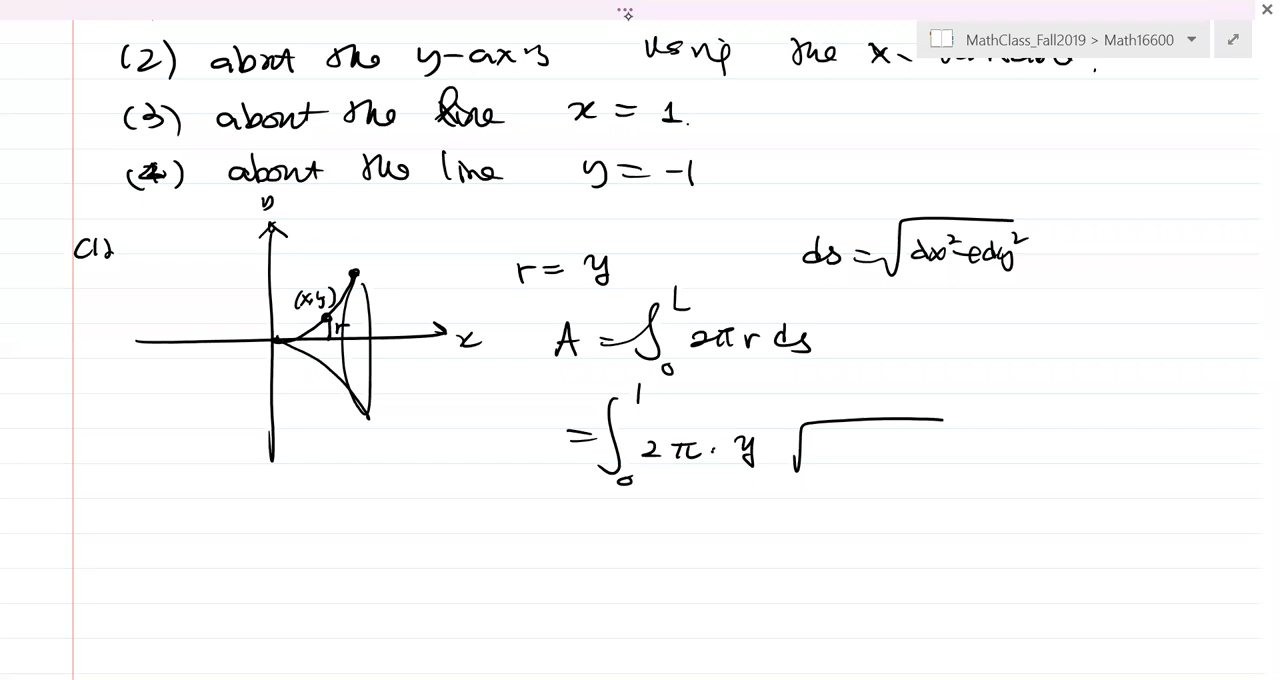 MathClass_Fall2019 > Math16600
(2) about the y-axis using the x-
(3) about the line x = 1.
(4) about the line y = -1
(1)
y
(x,y)
r
x
r = y
ds = √(dx²+dy²)
A = ∫₀ᴸ 2π r ds
= ∫₀¹ 2π · y √